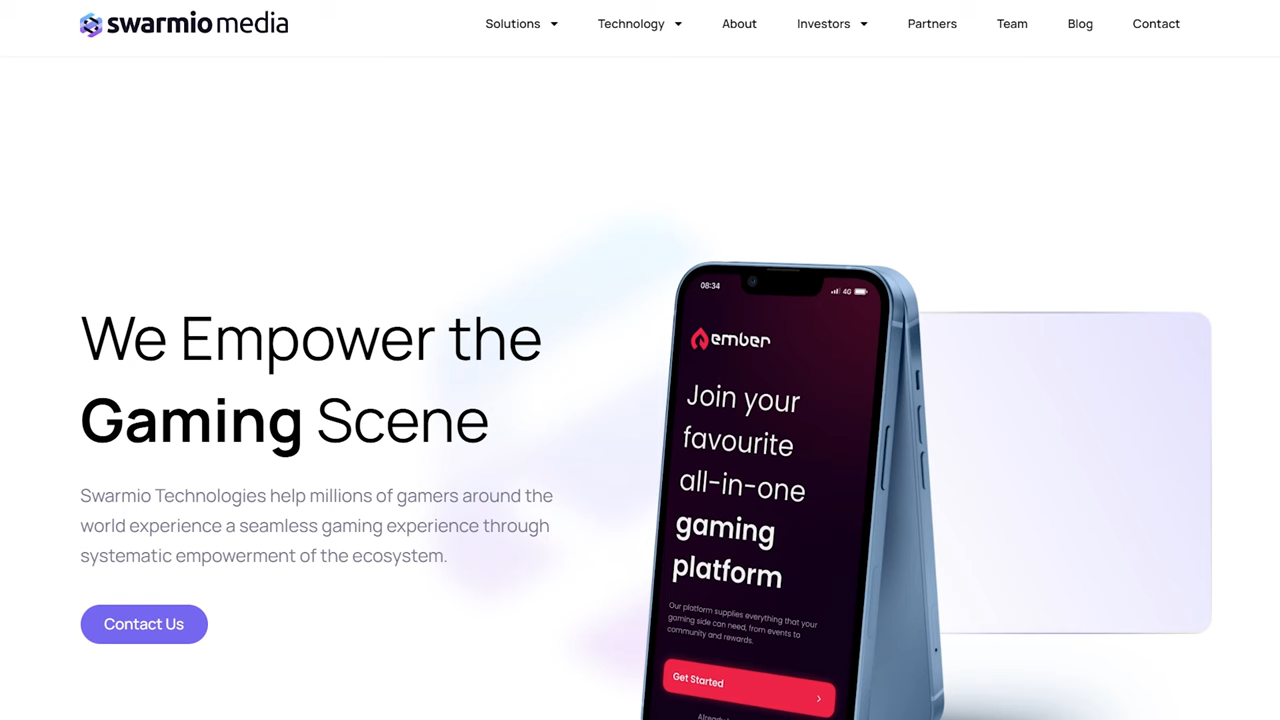 swarmio media
Solutions
Technology
About
Investors
Partners
Team
Blog
Contact
We Empower the
Gaming Scene
Swarmio Technologies help millions of gamers around the
world experience a seamless gaming experience through
systematic empowerment of the ecosystem.
Contact Us
08:34
4G
ember
Join your
favourite
all-in-one
gaming
platform
Our platform supplies everything that your
gaming side can need, from events to
community and rewards.
Get Started